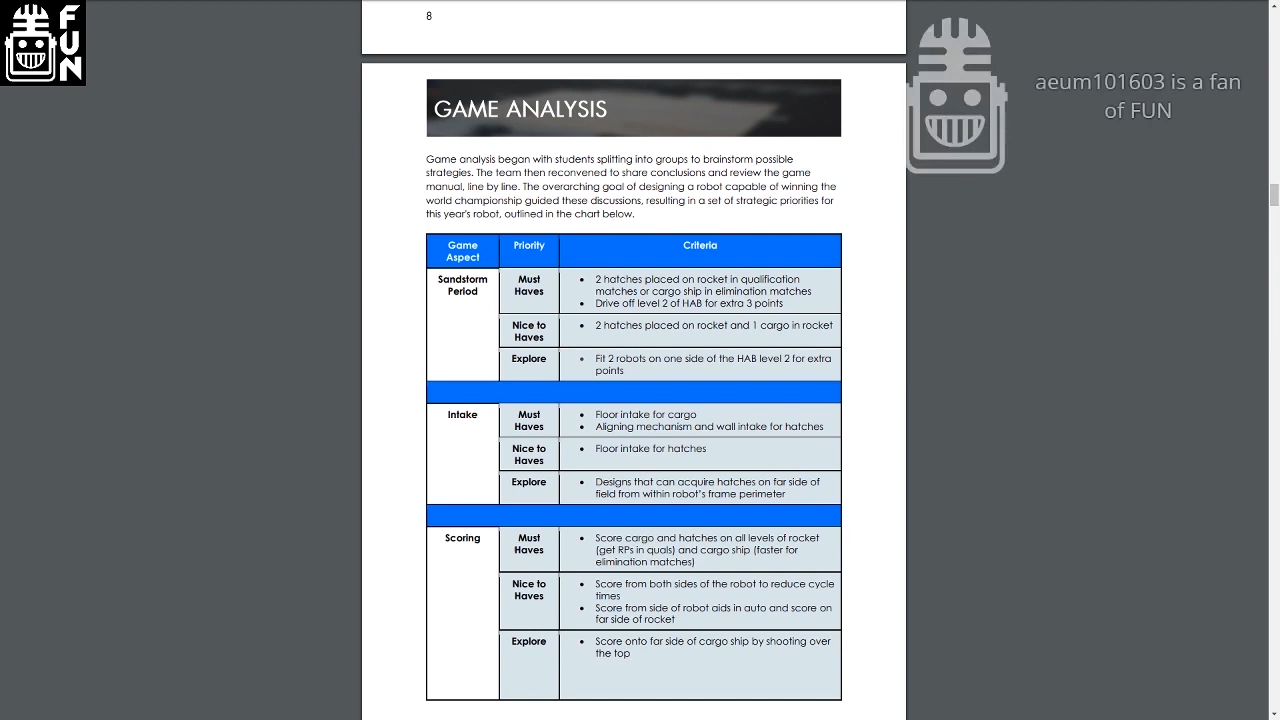 FUN
8
GAME ANALYSIS
aeum101603 is a fan
of FUN
Game analysis began with students splitting into groups to brainstorm possible
strategies. The team then reconvened to share conclusions and review the game
manual, line by line. The overarching goal of designing a robot capable of winning the
world championship guided these discussions, resulting in a set of strategic priorities for
this year's robot, outlined in the chart below.
Game
Aspect
Priority
Criteria
Sandstorm
Period
Must
Haves
• 2 hatches placed on rocket in qualification
matches or cargo ship in elimination matches
• Drive off level 2 of HAB for extra 3 points
Nice to
Haves
• 2 hatches placed on rocket and 1 cargo in rocket
Explore
• Fit 2 robots on one side of the HAB level 2 for extra
points
Intake
Must
Haves
• Floor intake for cargo
• Aligning mechanism and wall intake for hatches
Nice to
Haves
• Floor intake for hatches
Explore
• Designs that can acquire hatches on far side of
field from within robot's frame perimeter
Scoring
Must
Haves
• Score cargo and hatches on all levels of rocket
(get RPs in quals) and cargo ship (faster for
elimination matches)
Nice to
Haves
• Score from both sides of the robot to reduce cycle
times
• Score from side of robot aids in auto and score on
far side of rocket
Explore
• Score onto far side of cargo ship by shooting over
the top